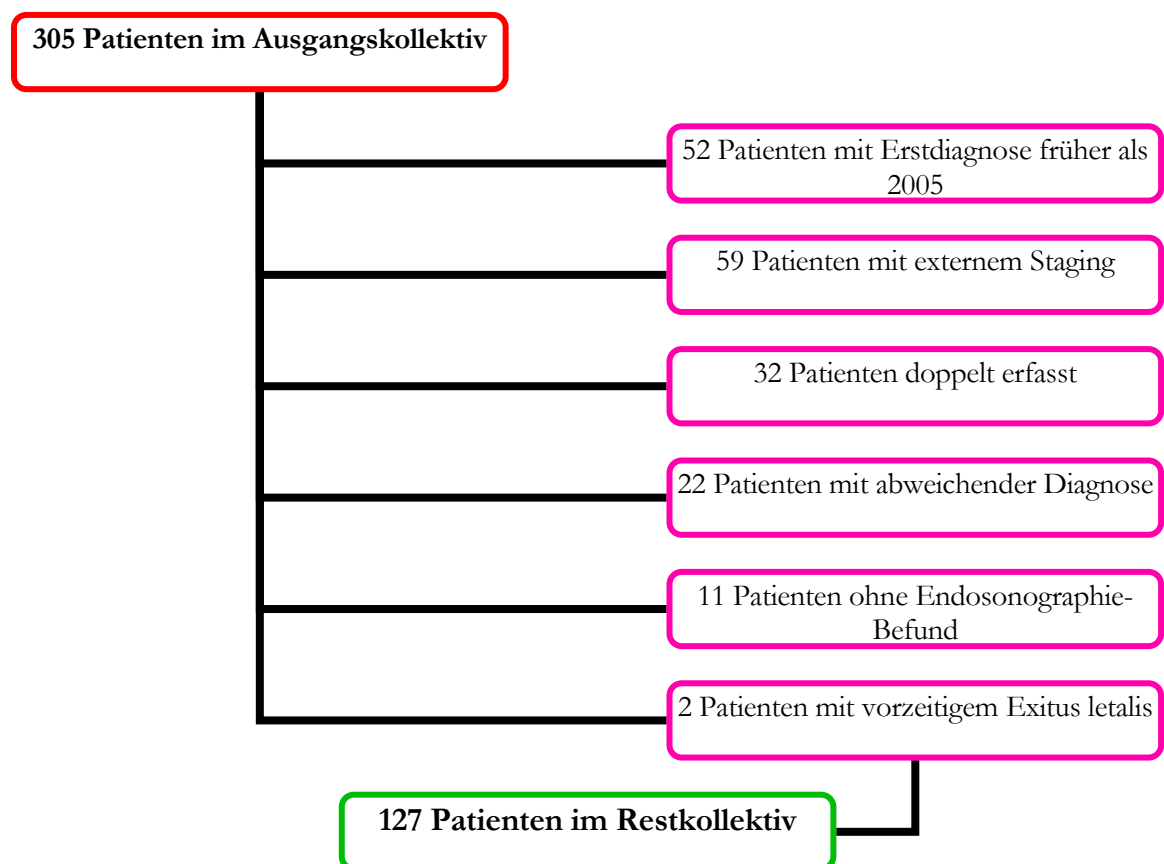 305 Patienten im Ausgangskollektiv
52 Patienten mit Erstdiagnose früher als
2005
59 Patienten mit externem Staging
32 Patienten doppelt erfasst
22 Patienten mit abweichender Diagnose
11 Patienten ohne Endosonographie-
Befund
2 Patienten mit vorzeitigem Exitus letalis
127 Patienten im Restkollektiv